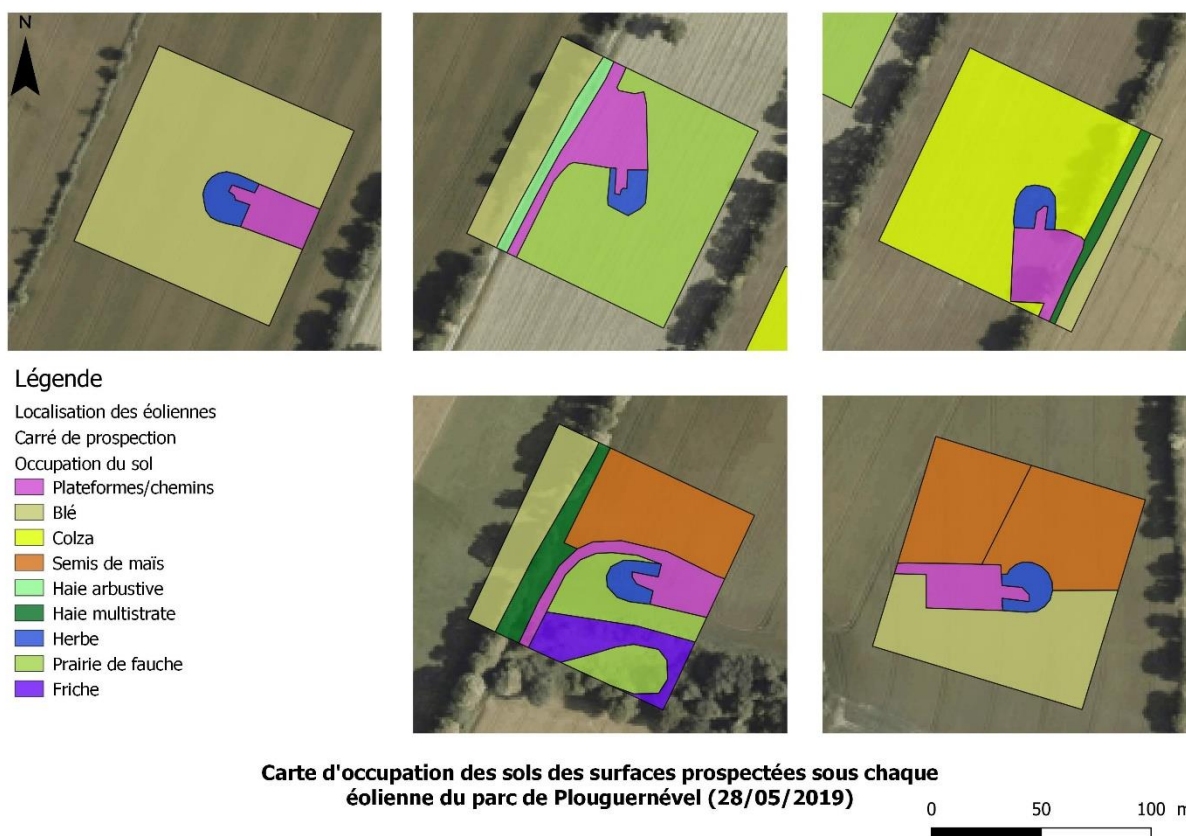 N
Légende
Localisation des éoliennes
Carré de prospection
Occupation du sol
Plateformes/chemins
Blé
Colza
Semis de maïs
Haie arbustive
Haie multistrate
Herbe
Prairie de fauche
Friche
Carte d'occupation des sols des surfaces prospectées sous chaque
éolienne du parc de Plouguernével (28/05/2019)
0 50 100 m